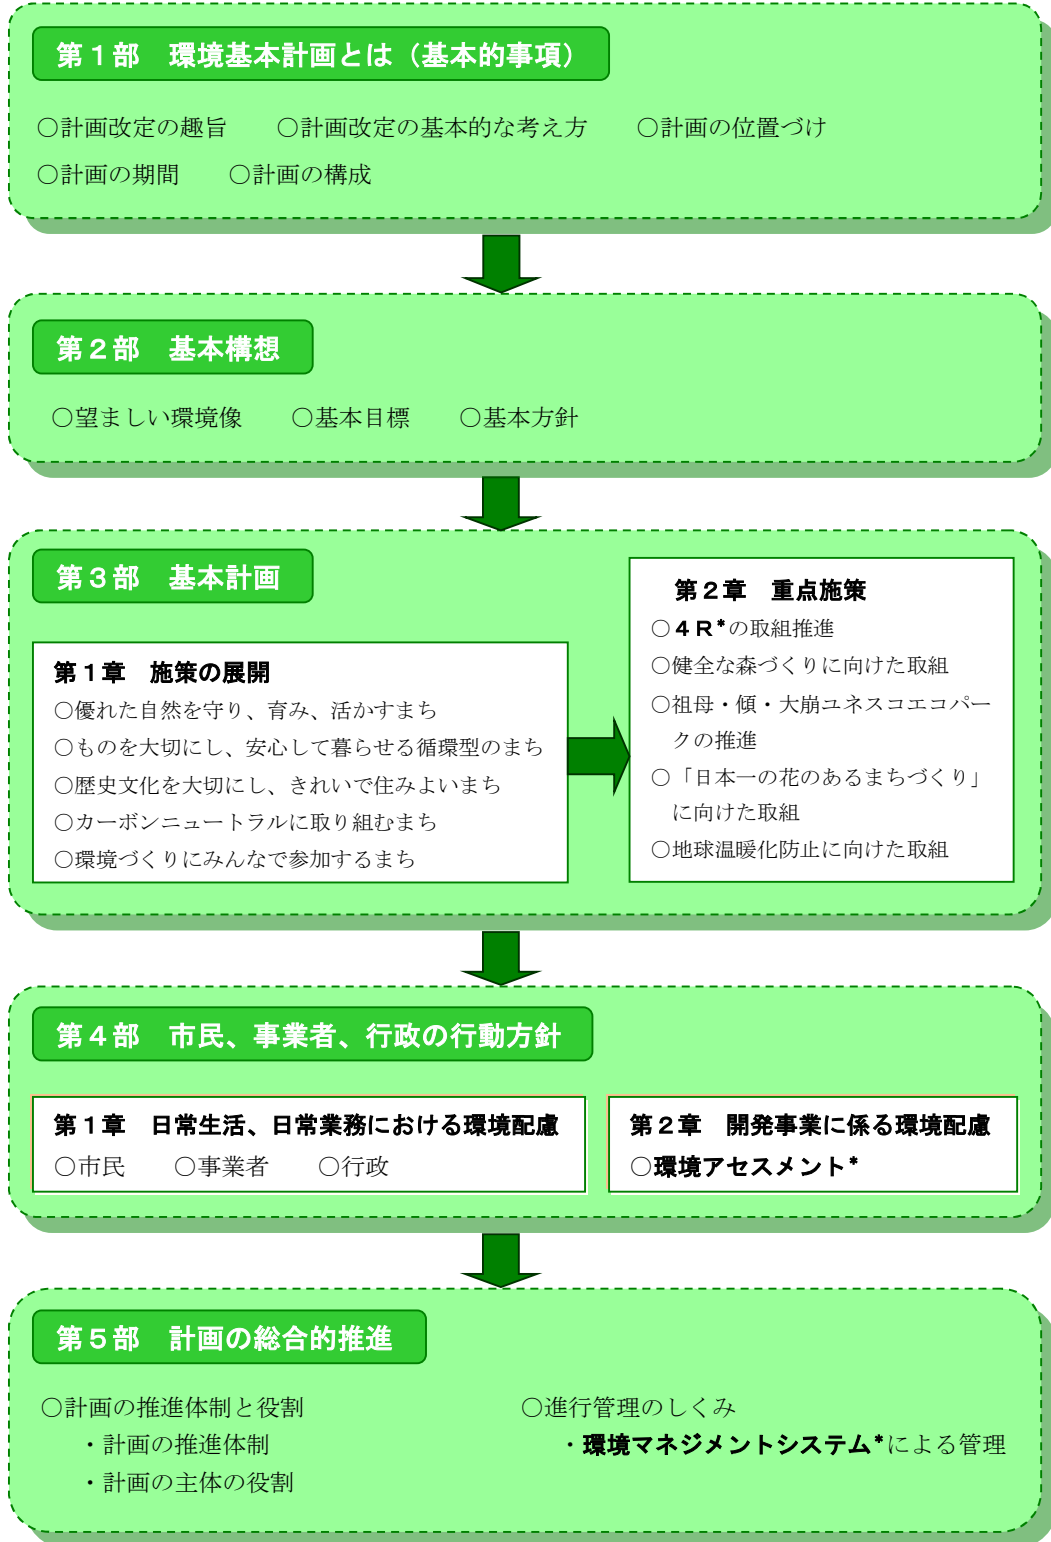 第１部　環境基本計画とは（基本的事項）
○計画改定の趣旨　　○計画改定の基本的な考え方　　○計画の位置づけ
○計画の期間　　○計画の構成
第２部　基本構想
○望ましい環境像　　○基本目標　　○基本方針
第３部　基本計画
第１章　施策の展開
○優れた自然を守り、育み、活かすまち
○ものを大切にし、安心して暮らせる循環型のまち
○歴史文化を大切にし、きれいで住みよいまち
○カーボンニュートラルに取り組むまち
○環境づくりにみんなで参加するまち
第２章　重点施策
○４Ｒ*の取組推進
○健全な森づくりに向けた取組
○祖母・傾・大崩ユネスコエコパー
クの推進
○「日本一の花のあるまちづくり」
に向けた取組
○地球温暖化防止に向けた取組
第４部　市民、事業者、行政の行動方針
第１章　日常生活、日常業務における環境配慮
○市民　　○事業者　　○行政
第２章　開発事業に係る環境配慮
○環境アセスメント*
第５部　計画の総合的推進
○計画の推進体制と役割
・計画の推進体制
・計画の主体の役割
○進行管理のしくみ
・環境マネジメントシステム*による管理